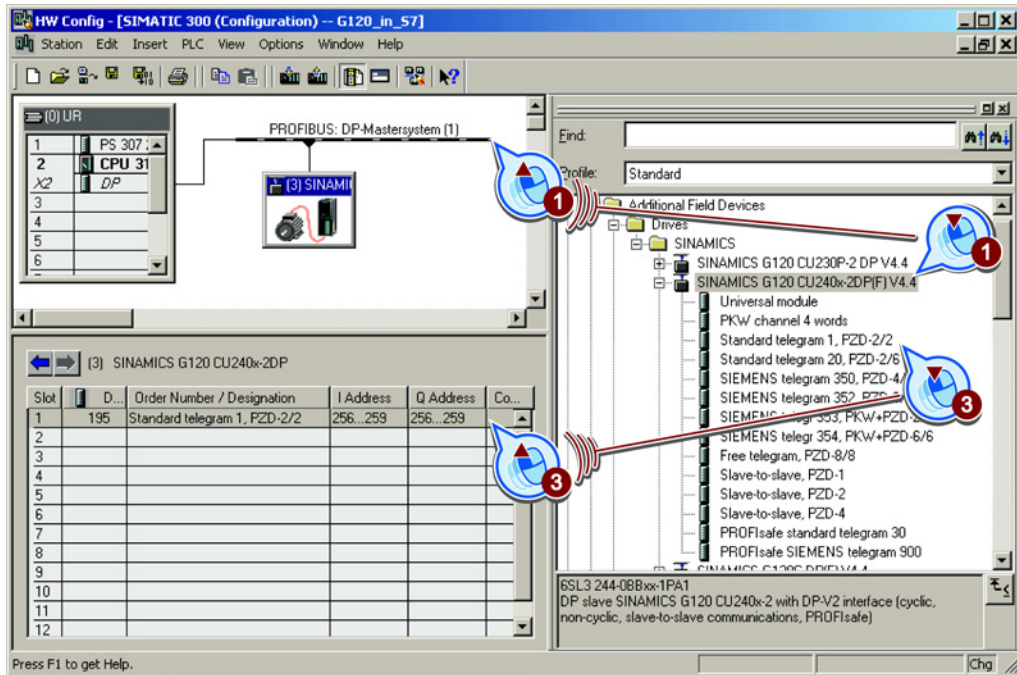 HW Config - [SIMATIC 300 (Configuration) -- G120_in_S7]
Station Edit Insert PLC View Options Window Help
(0) UR
1 PS 307
2 CPU 31
X2 DP
3
4
5
6
PROFIBUS: DP-Mastersystem (1)
(3) SINAMI
1
(3) SINAMICS G120 CU240x-2DP
Slot D... Order Number / Designation I Address Q Address Co...
1 195 Standard telegram 1, PZD-2/2 256...259 256...259
2
3
4
5
6
7
8
9
10
11
12
3
Find:
Profile: Standard
Additional Field Devices
Drives
SINAMICS
1
SINAMICS G120 CU230P-2 DP V4.4
SINAMICS G120 CU240x-2DP(F) V4.4
Universal module
PKW channel 4 words
Standard telegram 1, PZD-2/2
Standard telegram 20, PZD-2/6
SIEMENS telegram 350, PZD-4/
SIEMENS telegram 352,
3
SIEMENS telegr 353, PKW+PZD-2
SIEMENS telegr 354, PKW+PZD-6/6
Free telegram, PZD-8/8
Slave-to-slave, PZD-1
Slave-to-slave, PZD-2
Slave-to-slave, PZD-4
PROFIsafe standard telegram 30
PROFIsafe SIEMENS telegram 900
6SL3 244-0BBxx-1PA1
DP slave SINAMICS G120 CU240x-2 with DP-V2 interface (cyclic,
non-cyclic, slave-to-slave communications, PROFIsafe)
Press F1 to get Help.
Chg